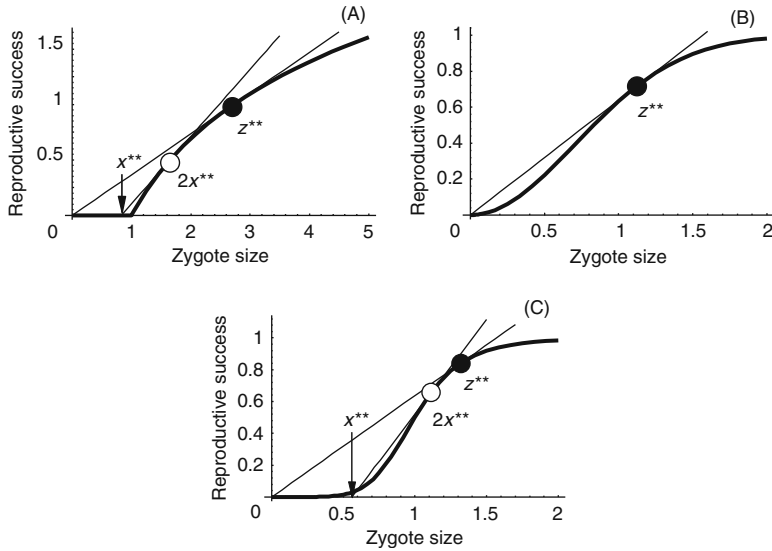 (A)
Reproductive success
1.5
1
0.5
x**
2x**
z**
0 1 2 3 4 5
Zygote size
(B)
Reproductive success
1
0.8
0.6
0.4
0.2
z**
0 0.5 1 1.5 2
Zygote size
(C)
Reproductive success
1
0.8
0.6
0.4
0.2
x**
2x**
z**
0 0.5 1 1.5 2
Zygote size